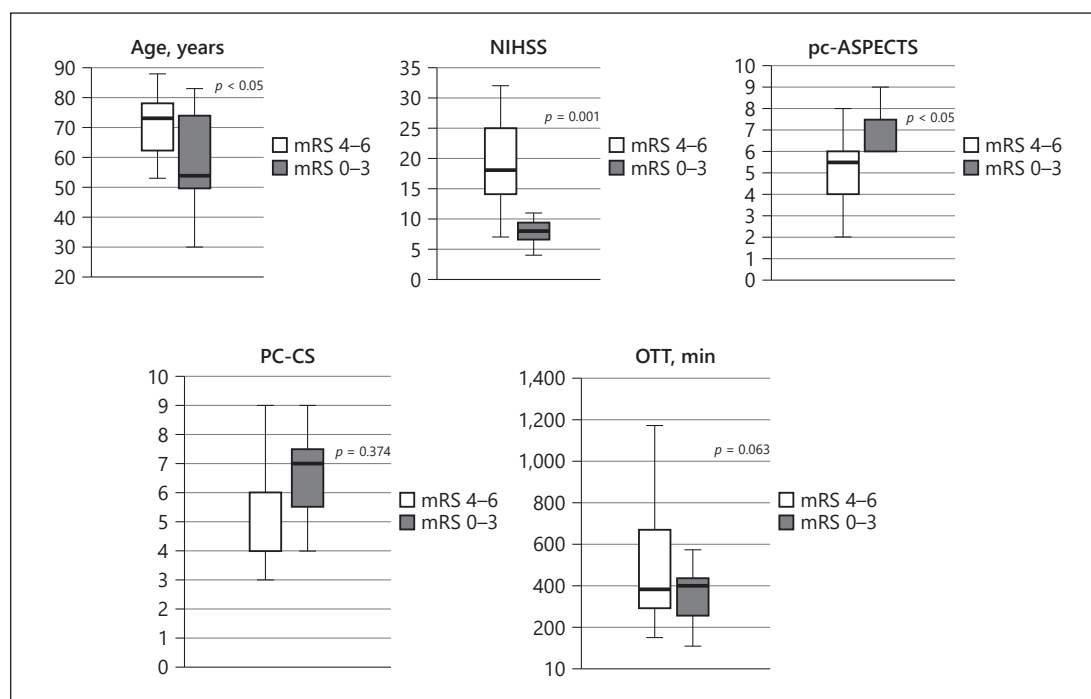 Age, years
90
80
70
60
50
40
30
20
p < 0.05
mRS 4–6
mRS 0–3
NIHSS
35
30
25
20
15
10
5
0
p = 0.001
mRS 4–6
mRS 0–3
pc-ASPECTS
10
9
8
7
6
5
4
3
2
1
0
p < 0.05
mRS 4–6
mRS 0–3
PC-CS
10
9
8
7
6
5
4
3
2
1
0
p = 0.374
mRS 4–6
mRS 0–3
OTT, min
1,400
1,200
1,000
800
600
400
200
10
p = 0.063
mRS 4–6
mRS 0–3